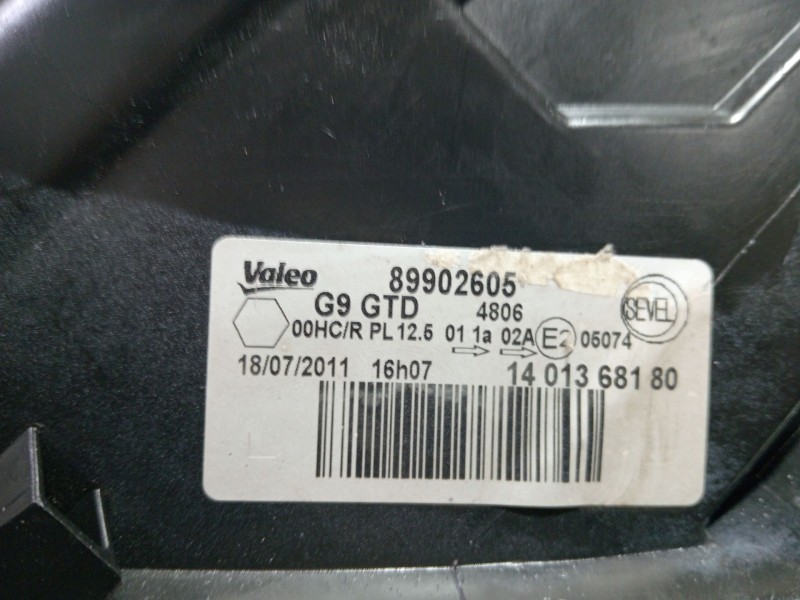 Valeo 89902605
G9 GTD 4806 SEVEL
00HC/R PL 12.5 01 1a 02A E2 05074
18/07/2011 16h07 14 013 681 80